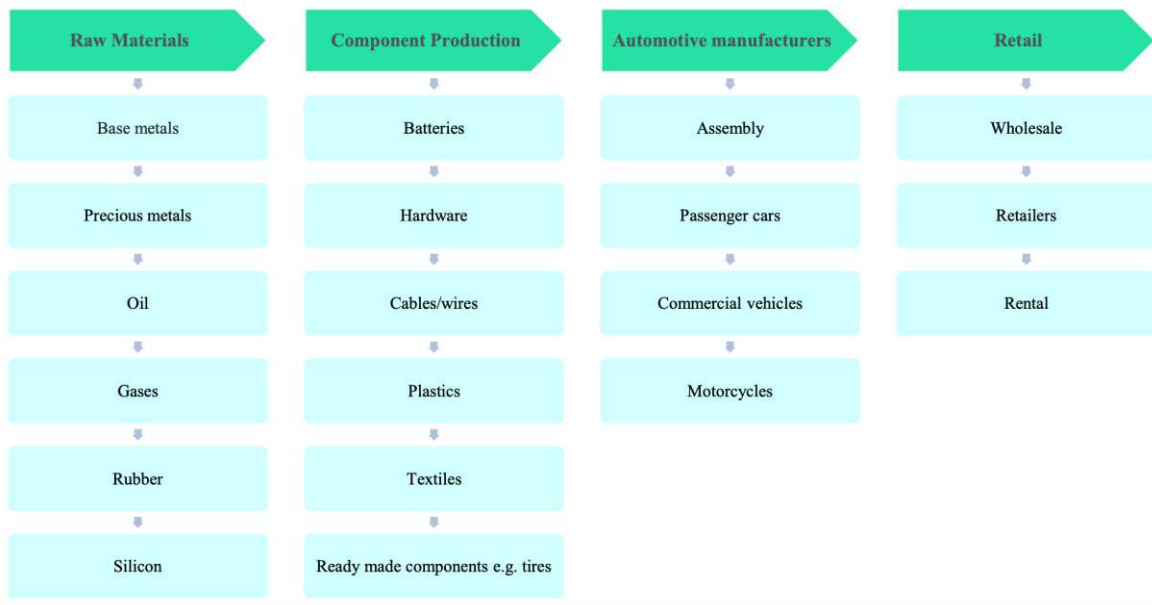 Raw Materials
Base metals
Precious metals
Oil
Gases
Rubber
Silicon
Component Production
Batteries
Hardware
Cables/wires
Plastics
Textiles
Ready made components e.g. tires
Automotive manufacturers
Assembly
Passenger cars
Commercial vehicles
Motorcycles
Retail
Wholesale
Retailers
Rental